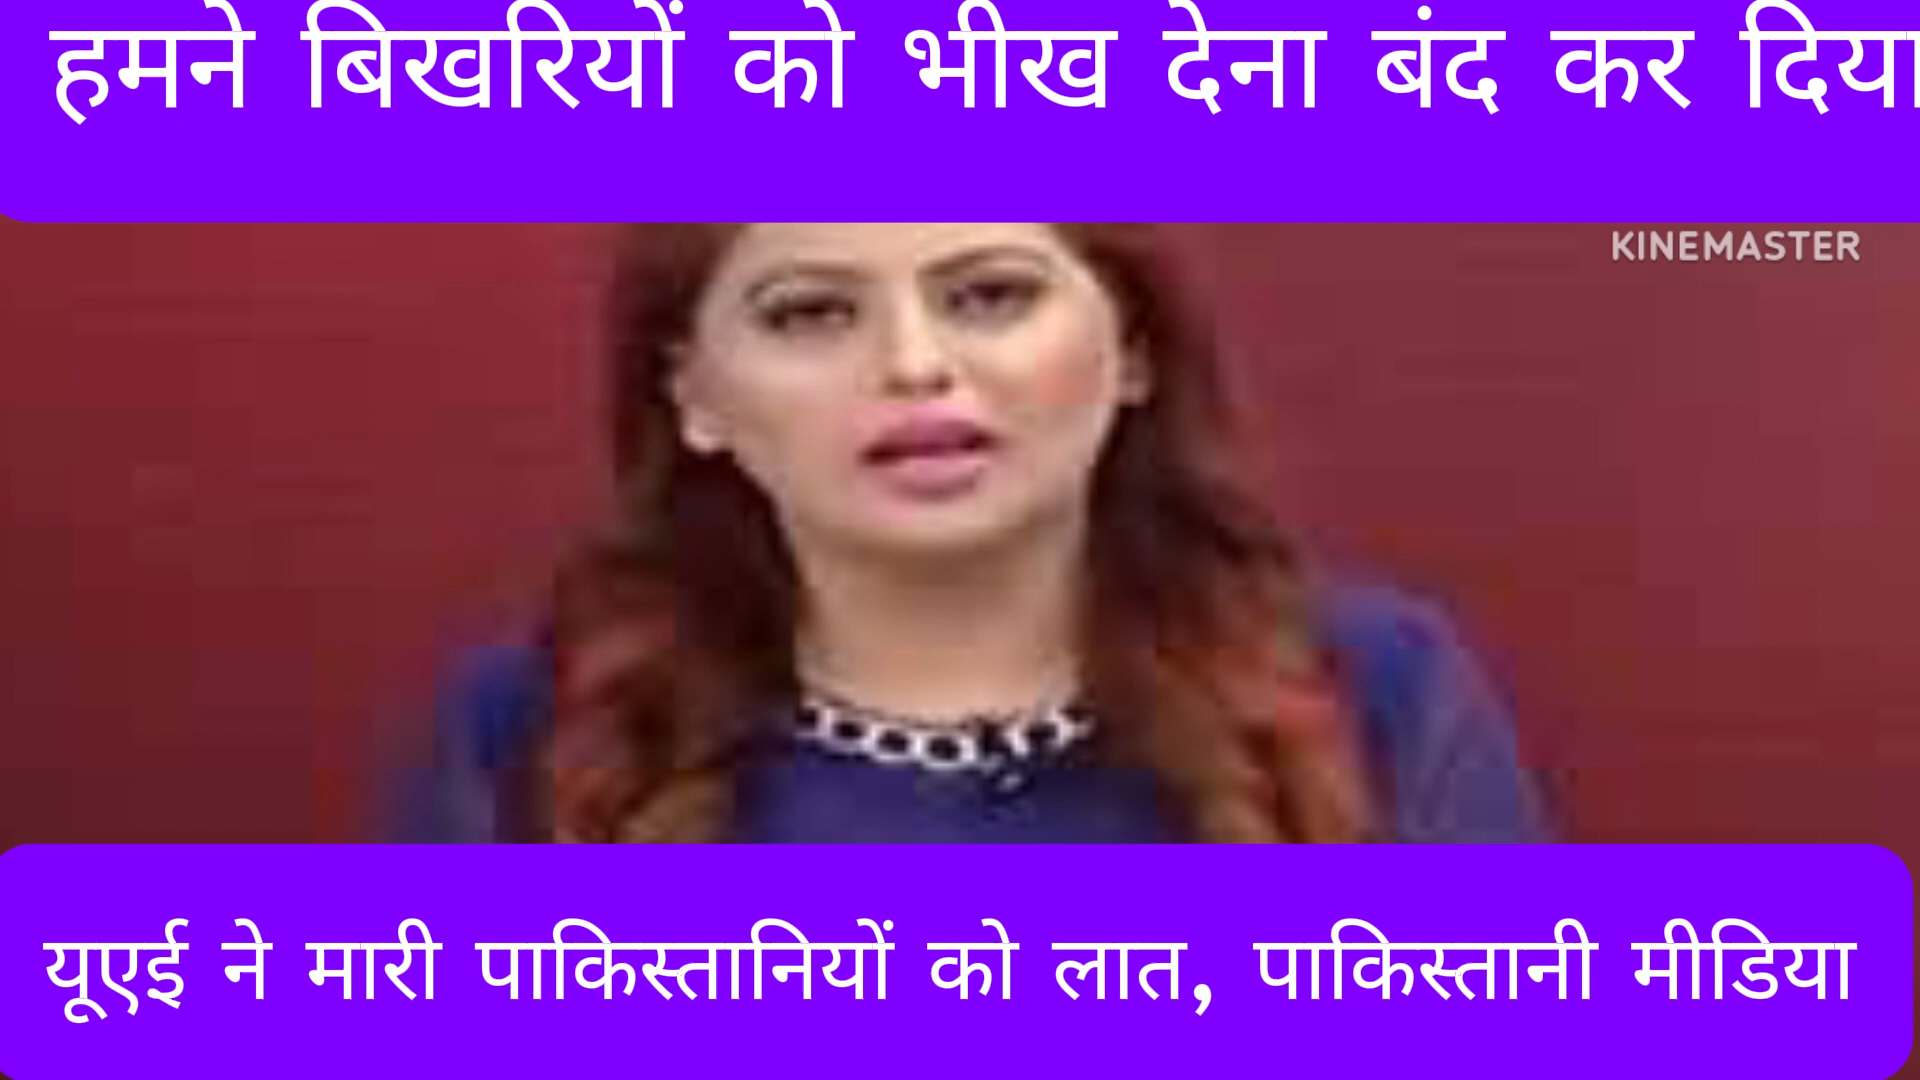 हमने बिखरियों को भीख देना बंद कर दिया
KINEMASTER
यूएई ने मारी पाकिस्तानियों को लात, पाकिस्तानी मीडिया